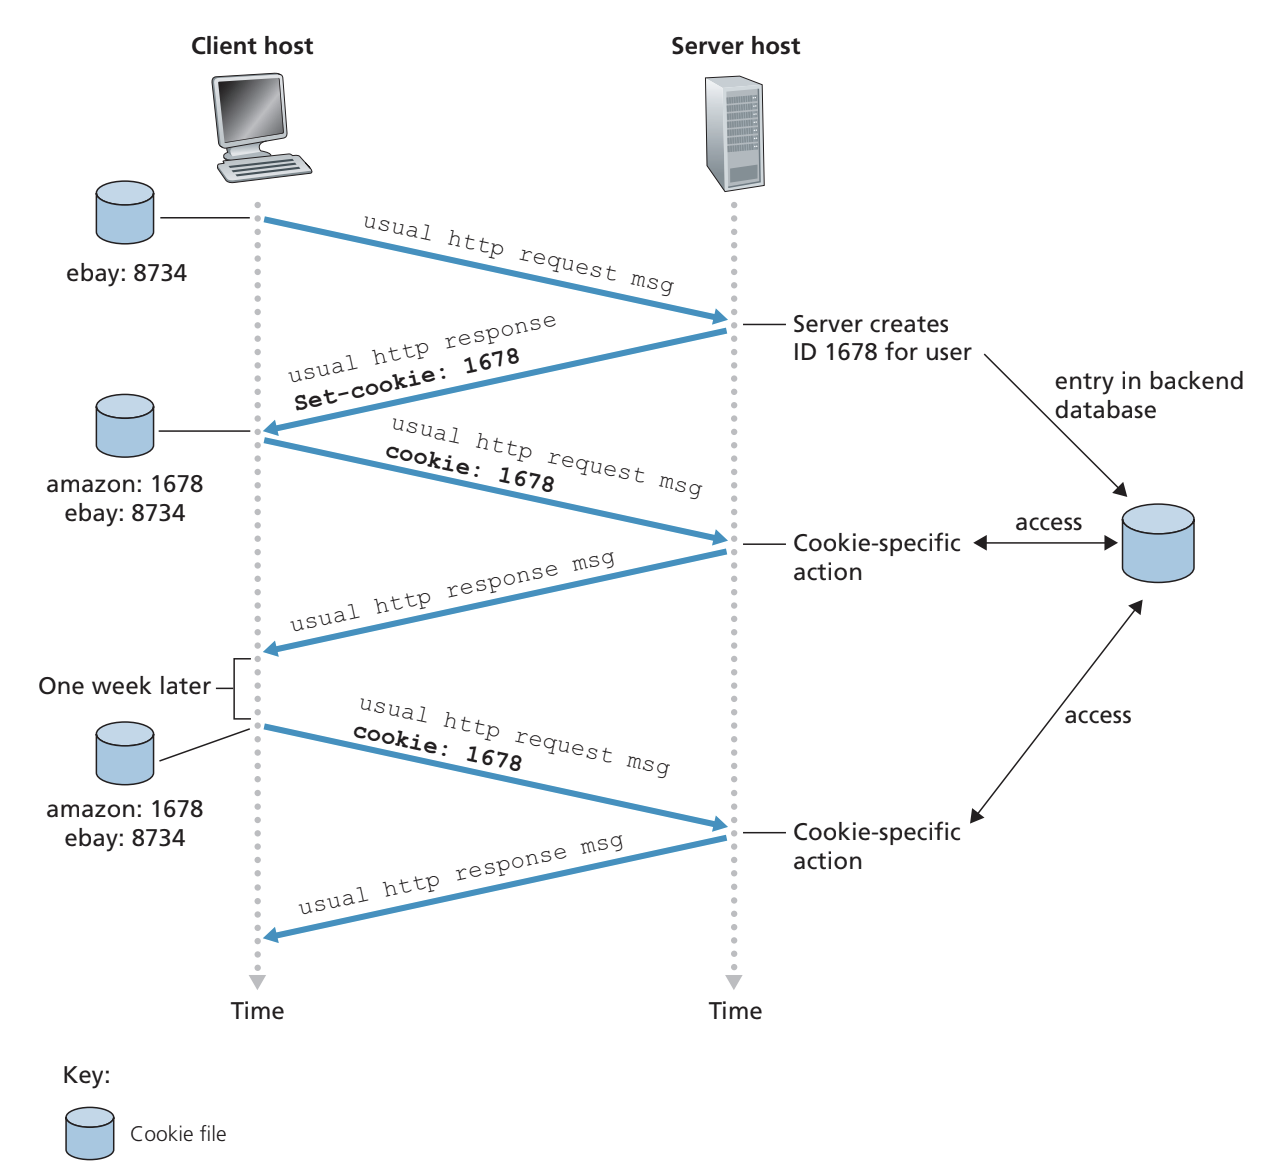 Client host
Server host
usual http request msg
ebay: 8734
Server creates
ID 1678 for user
usual http response
Set-cookie: 1678
entry in backend
database
usual http request msg
cookie: 1678
amazon: 1678
ebay: 8734
access
Cookie-specific
action
usual http response msg
One week later
usual http request msg
cookie: 1678
access
amazon: 1678
ebay: 8734
Cookie-specific
action
usual http response msg
Time
Time
Key:
Cookie file